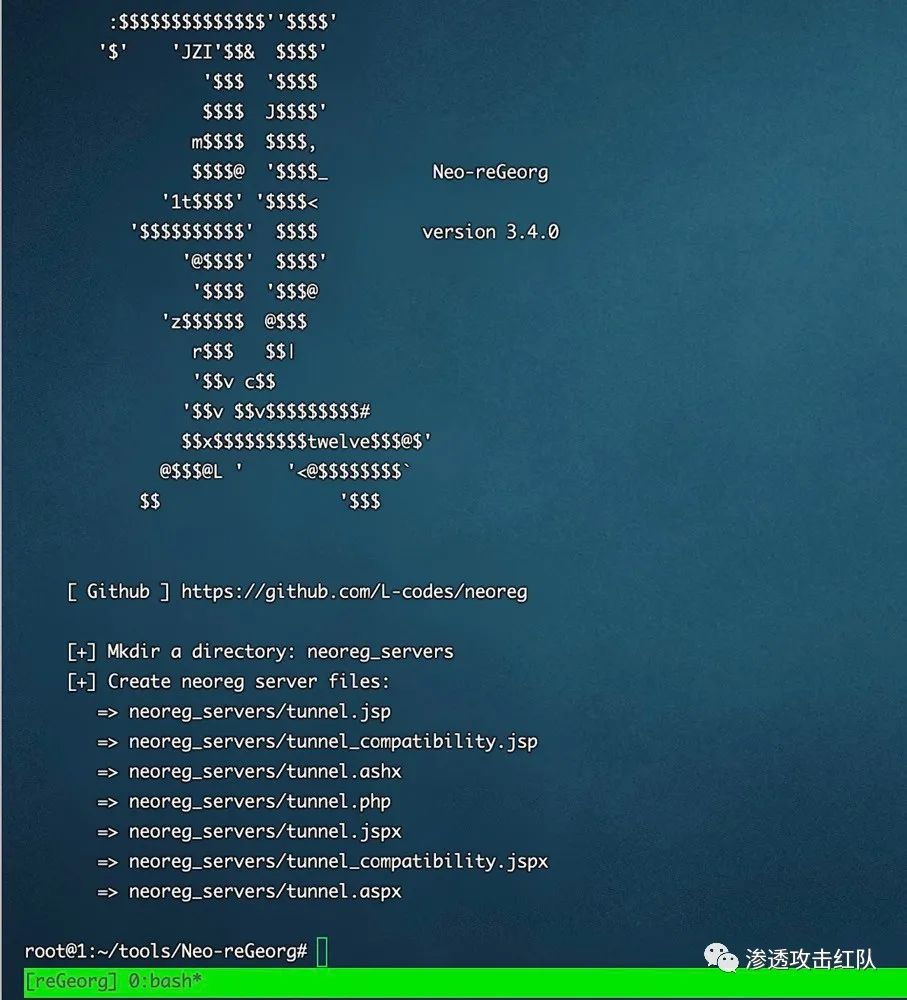 :$$$$$$$$$$$$$$''$$$$'
'$'    'JZI'$$&  $$$$'
'$$$  '$$$$
$$$$  J$$$$'
m$$$$  $$$$,
$$$$@  '$$$$_          Neo-reGeorg
'1t$$$$' '$$$$<
'$$$$$$$$$$'  $$$$          version 3.4.0
'@$$$$'  $$$$'
'$$$$  '$$$@
'z$$$$$$  @$$$
r$$$   $$|
'$$v c$$
'$$v $$v$$$$$$$$$#
$$x$$$$$$$$$twelve$$$@$'
@$$$@L '    '<@$$$$$$$$`
$$                 '$$$
[ Github ] https://github.com/L-codes/neoreg
[+] Mkdir a directory: neoreg_servers
[+] Create neoreg server files:
=> neoreg_servers/tunnel.jsp
=> neoreg_servers/tunnel_compatibility.jsp
=> neoreg_servers/tunnel.ashx
=> neoreg_servers/tunnel.php
=> neoreg_servers/tunnel.jspx
=> neoreg_servers/tunnel_compatibility.jspx
=> neoreg_servers/tunnel.aspx
root@1:~/tools/Neo-reGeorg#
渗透攻击红队
[reGeorg] 0:bash*